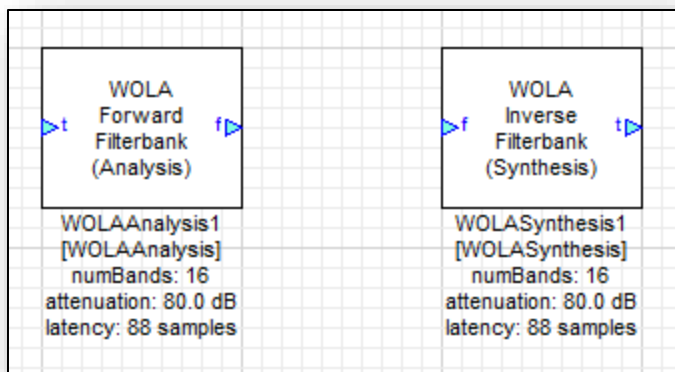 WOLA
Forward
Filterbank
(Analysis)
t
f
WOLAAnalysis1
[WOLAAnalysis]
numBands: 16
attenuation: 80.0 dB
latency: 88 samples
WOLA
Inverse
Filterbank
(Synthesis)
f
t
WOLASynthesis1
[WOLASynthesis]
numBands: 16
attenuation: 80.0 dB
latency: 88 samples